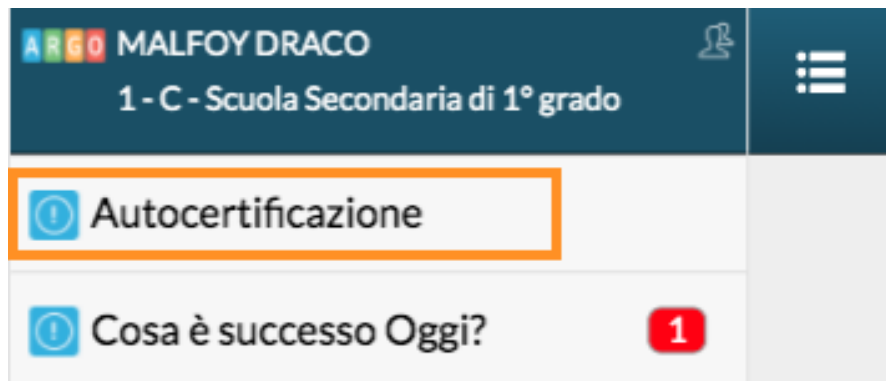 ARGO MALFOY DRACO
1 - C - Scuola Secondaria di 1° grado
Autocertificazione
Cosa è successo Oggi? 1